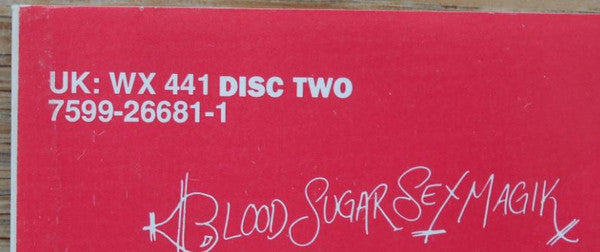 UK: WX 441 DISC TWO
7599-26681-1
BLOOD SUGAR SEX MAGIK